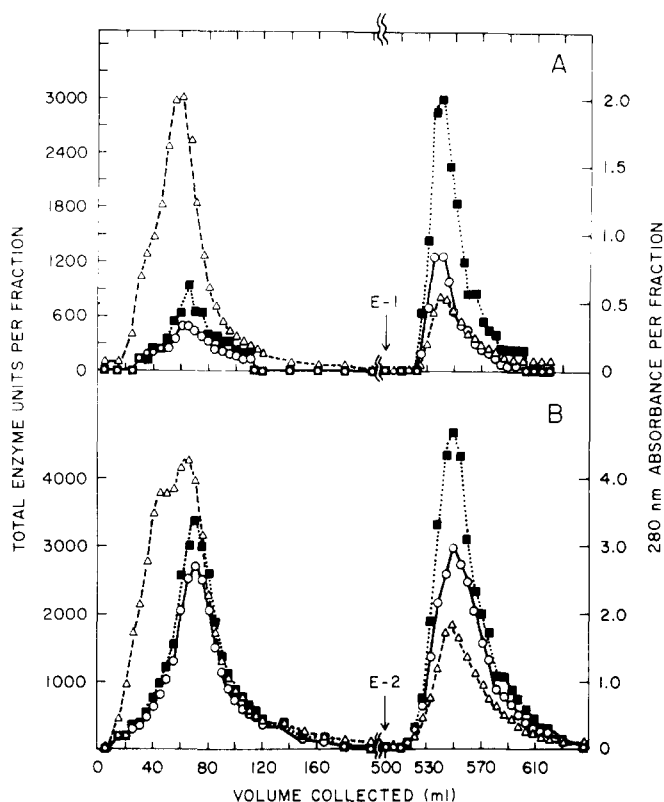 A
3000
2400
1800
1200
600
0
2.0
1.5
1.0
0.5
0
E-1
B
4000
3000
2000
1000
4.0
3.0
2.0
1.0
0
E-2
0 40 80 120 160 500 530 570 610
VOLUME COLLECTED (ml)
TOTAL ENZYME UNITS PER FRACTION
280 nm ABSORBANCE PER FRACTION